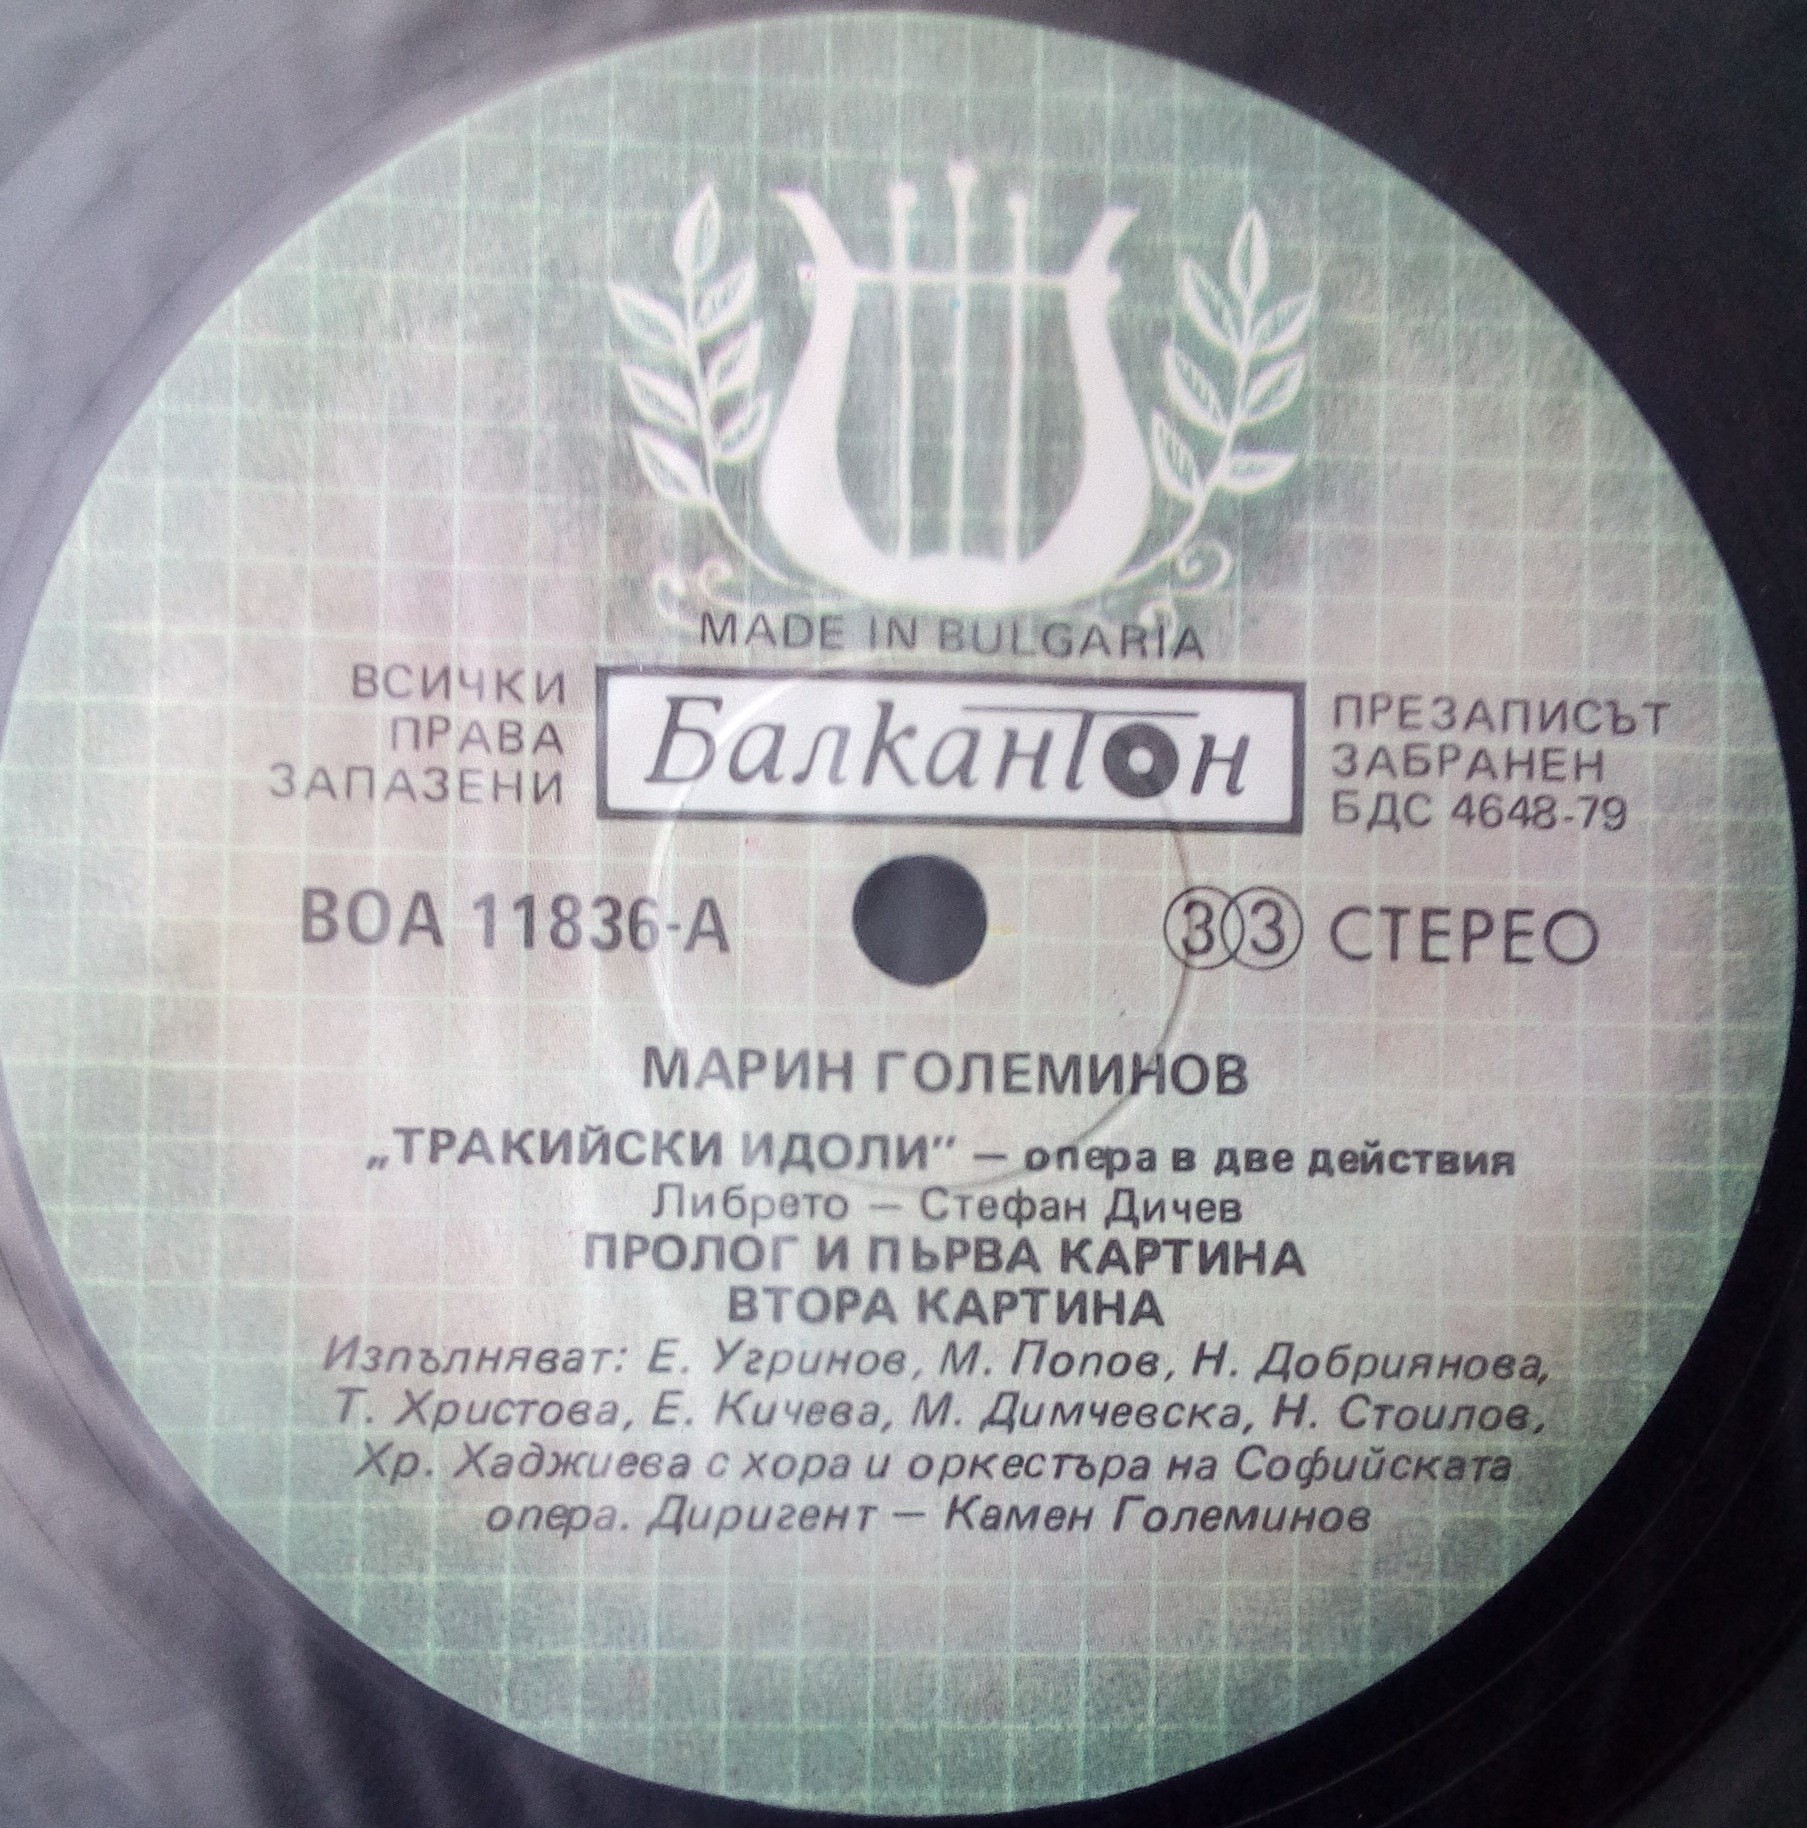 MADE IN BULGARIA
ВСИЧКИ
ПРАВА
ЗАПАЗЕНИ
Балкантон
ПРЕЗАПИСЪТ
ЗАБРАНЕН
БДС 4648-79
ВОА 11836-А
33 СТЕРЕО
МАРИН ГОЛЕМИНОВ
„ТРАКИЙСКИ ИДОЛИ” — опера в две действия
Либрето — Стефан Дичев
ПРОЛОГ И ПЪРВА КАРТИНА
ВТОРА КАРТИНА
Изпълняват: Е. Угринов, М. Попов, Н. Добриянова,
Т. Христова, Е. Кичева, М. Димчевска, Н. Стоилов,
Хр. Хаджиева с хора и оркестъра на Софийската
опера. Диригент — Камен Големинов